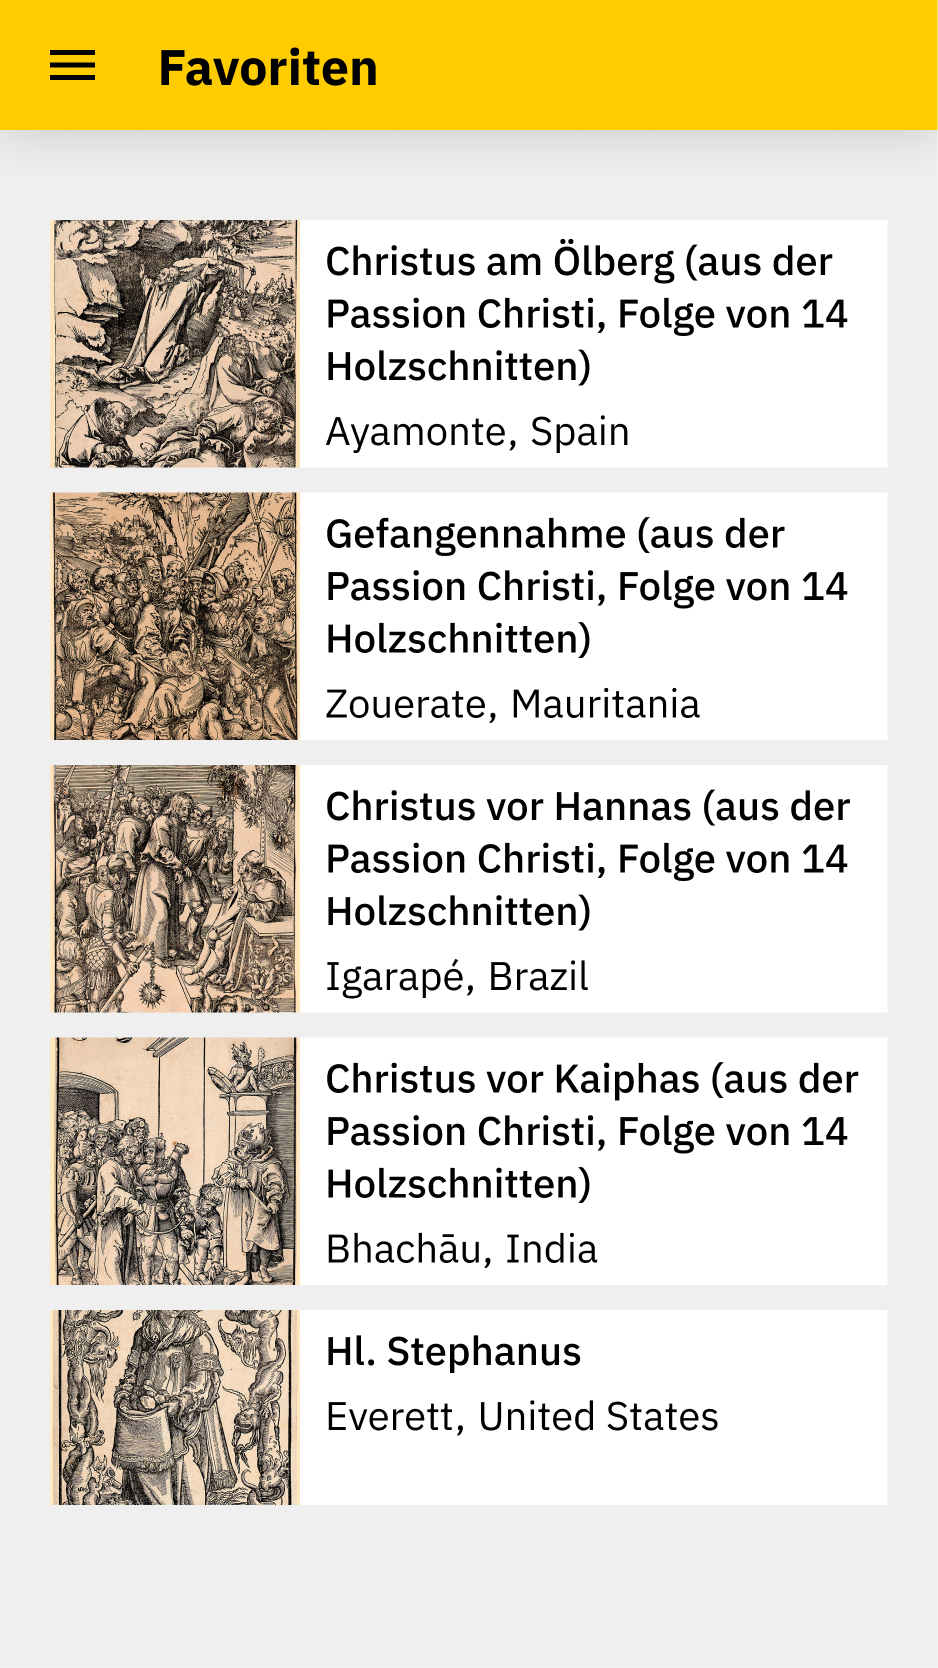 Favoriten
Christus am Ölberg (aus der
Passion Christi, Folge von 14
Holzschnitten)
Ayamonte, Spain
Gefangennahme (aus der
Passion Christi, Folge von 14
Holzschnitten)
Zouerate, Mauritania
Christus vor Hannas (aus der
Passion Christi, Folge von 14
Holzschnitten)
Igarapé, Brazil
Christus vor Kaiphas (aus der
Passion Christi, Folge von 14
Holzschnitten)
Bhachāu, India
Hl. Stephanus
Everett, United States